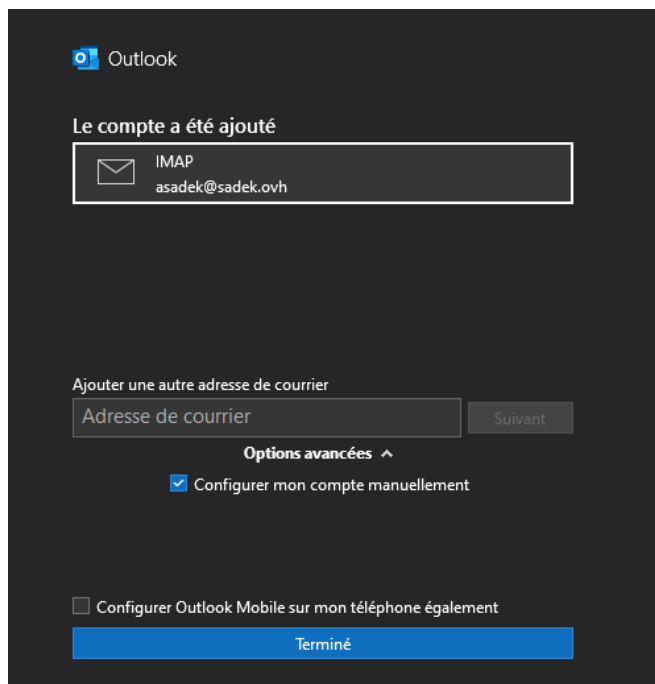 Outlook
Le compte a été ajouté
IMAP
asadek@sadek.ovh
Ajouter une autre adresse de courrier
Adresse de courrier
Suivant
Options avancées
Configurer mon compte manuellement
Configurer Outlook Mobile sur mon téléphone également
Terminé